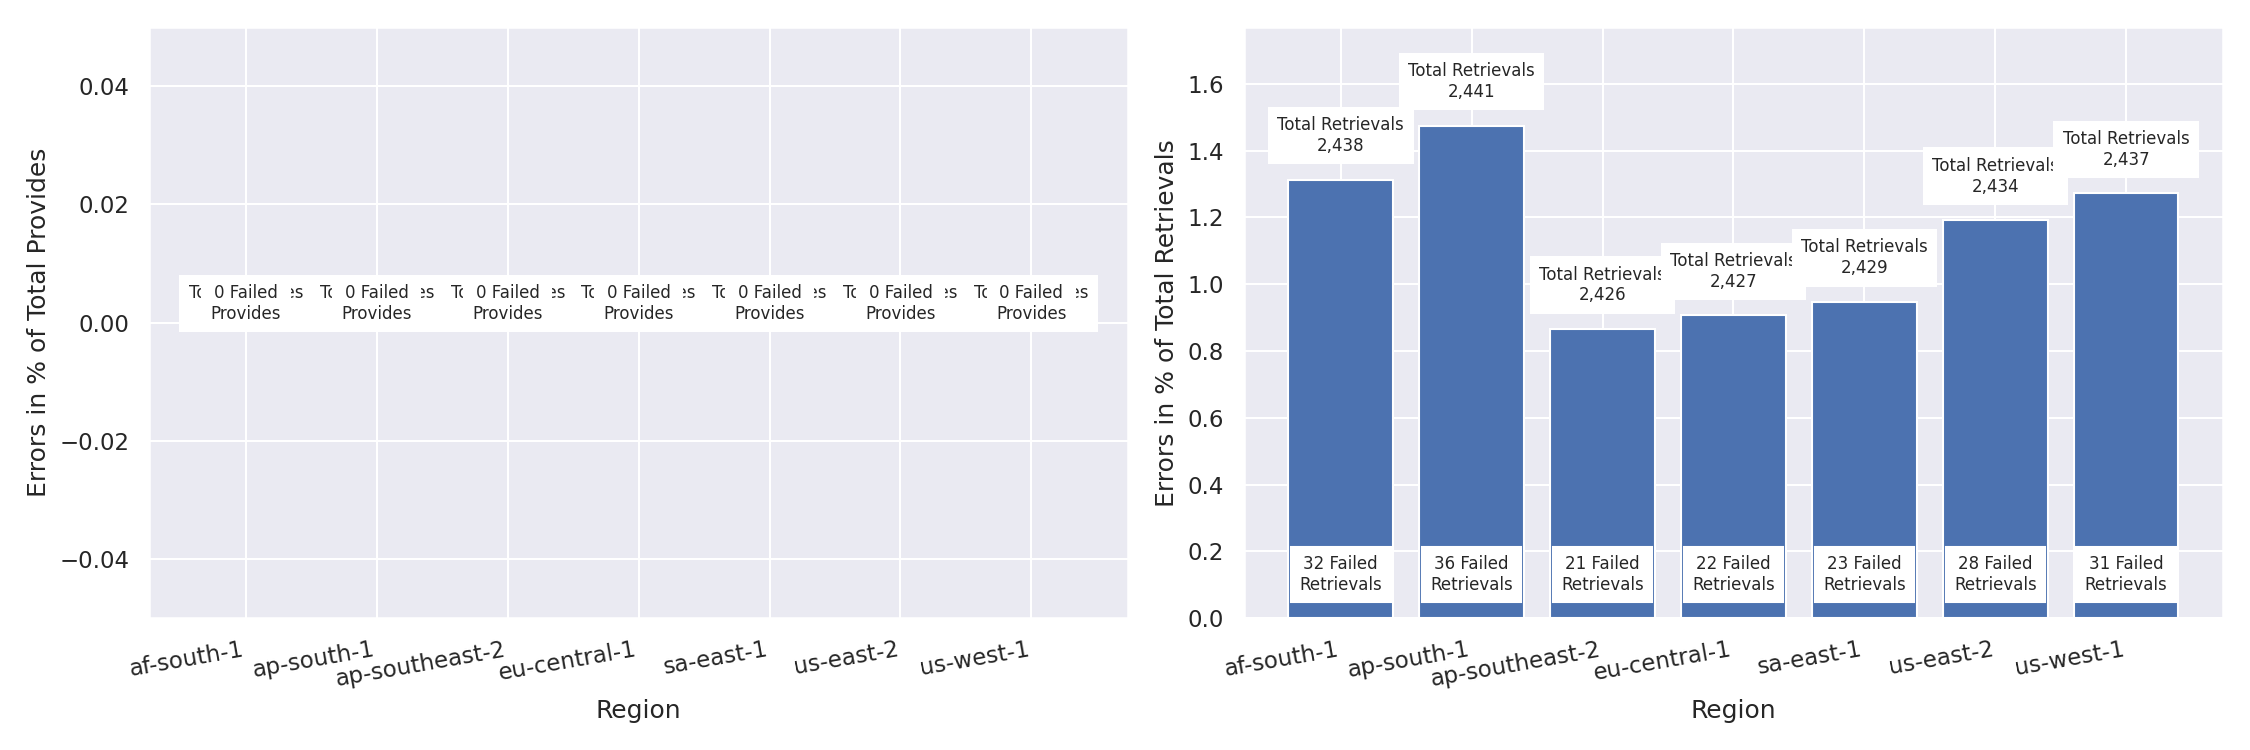 Errors in % of Total Provides
0.04
0.02
0.00
−0.02
−0.04
0 Failed
Provides
0 Failed
Provides
0 Failed
Provides
0 Failed
Provides
0 Failed
Provides
0 Failed
Provides
0 Failed
Provides
af-south-1
ap-south-1
ap-southeast-2
eu-central-1
sa-east-1
us-east-2
us-west-1
Region
Errors in % of Total Retrievals
1.6
1.4
1.2
1.0
0.8
0.6
0.4
0.2
0.0
Total Retrievals
2,438
Total Retrievals
2,441
Total Retrievals
2,426
Total Retrievals
2,427
Total Retrievals
2,429
Total Retrievals
2,434
Total Retrievals
2,437
32 Failed
Retrievals
36 Failed
Retrievals
21 Failed
Retrievals
22 Failed
Retrievals
23 Failed
Retrievals
28 Failed
Retrievals
31 Failed
Retrievals
af-south-1
ap-south-1
ap-southeast-2
eu-central-1
sa-east-1
us-east-2
us-west-1
Region